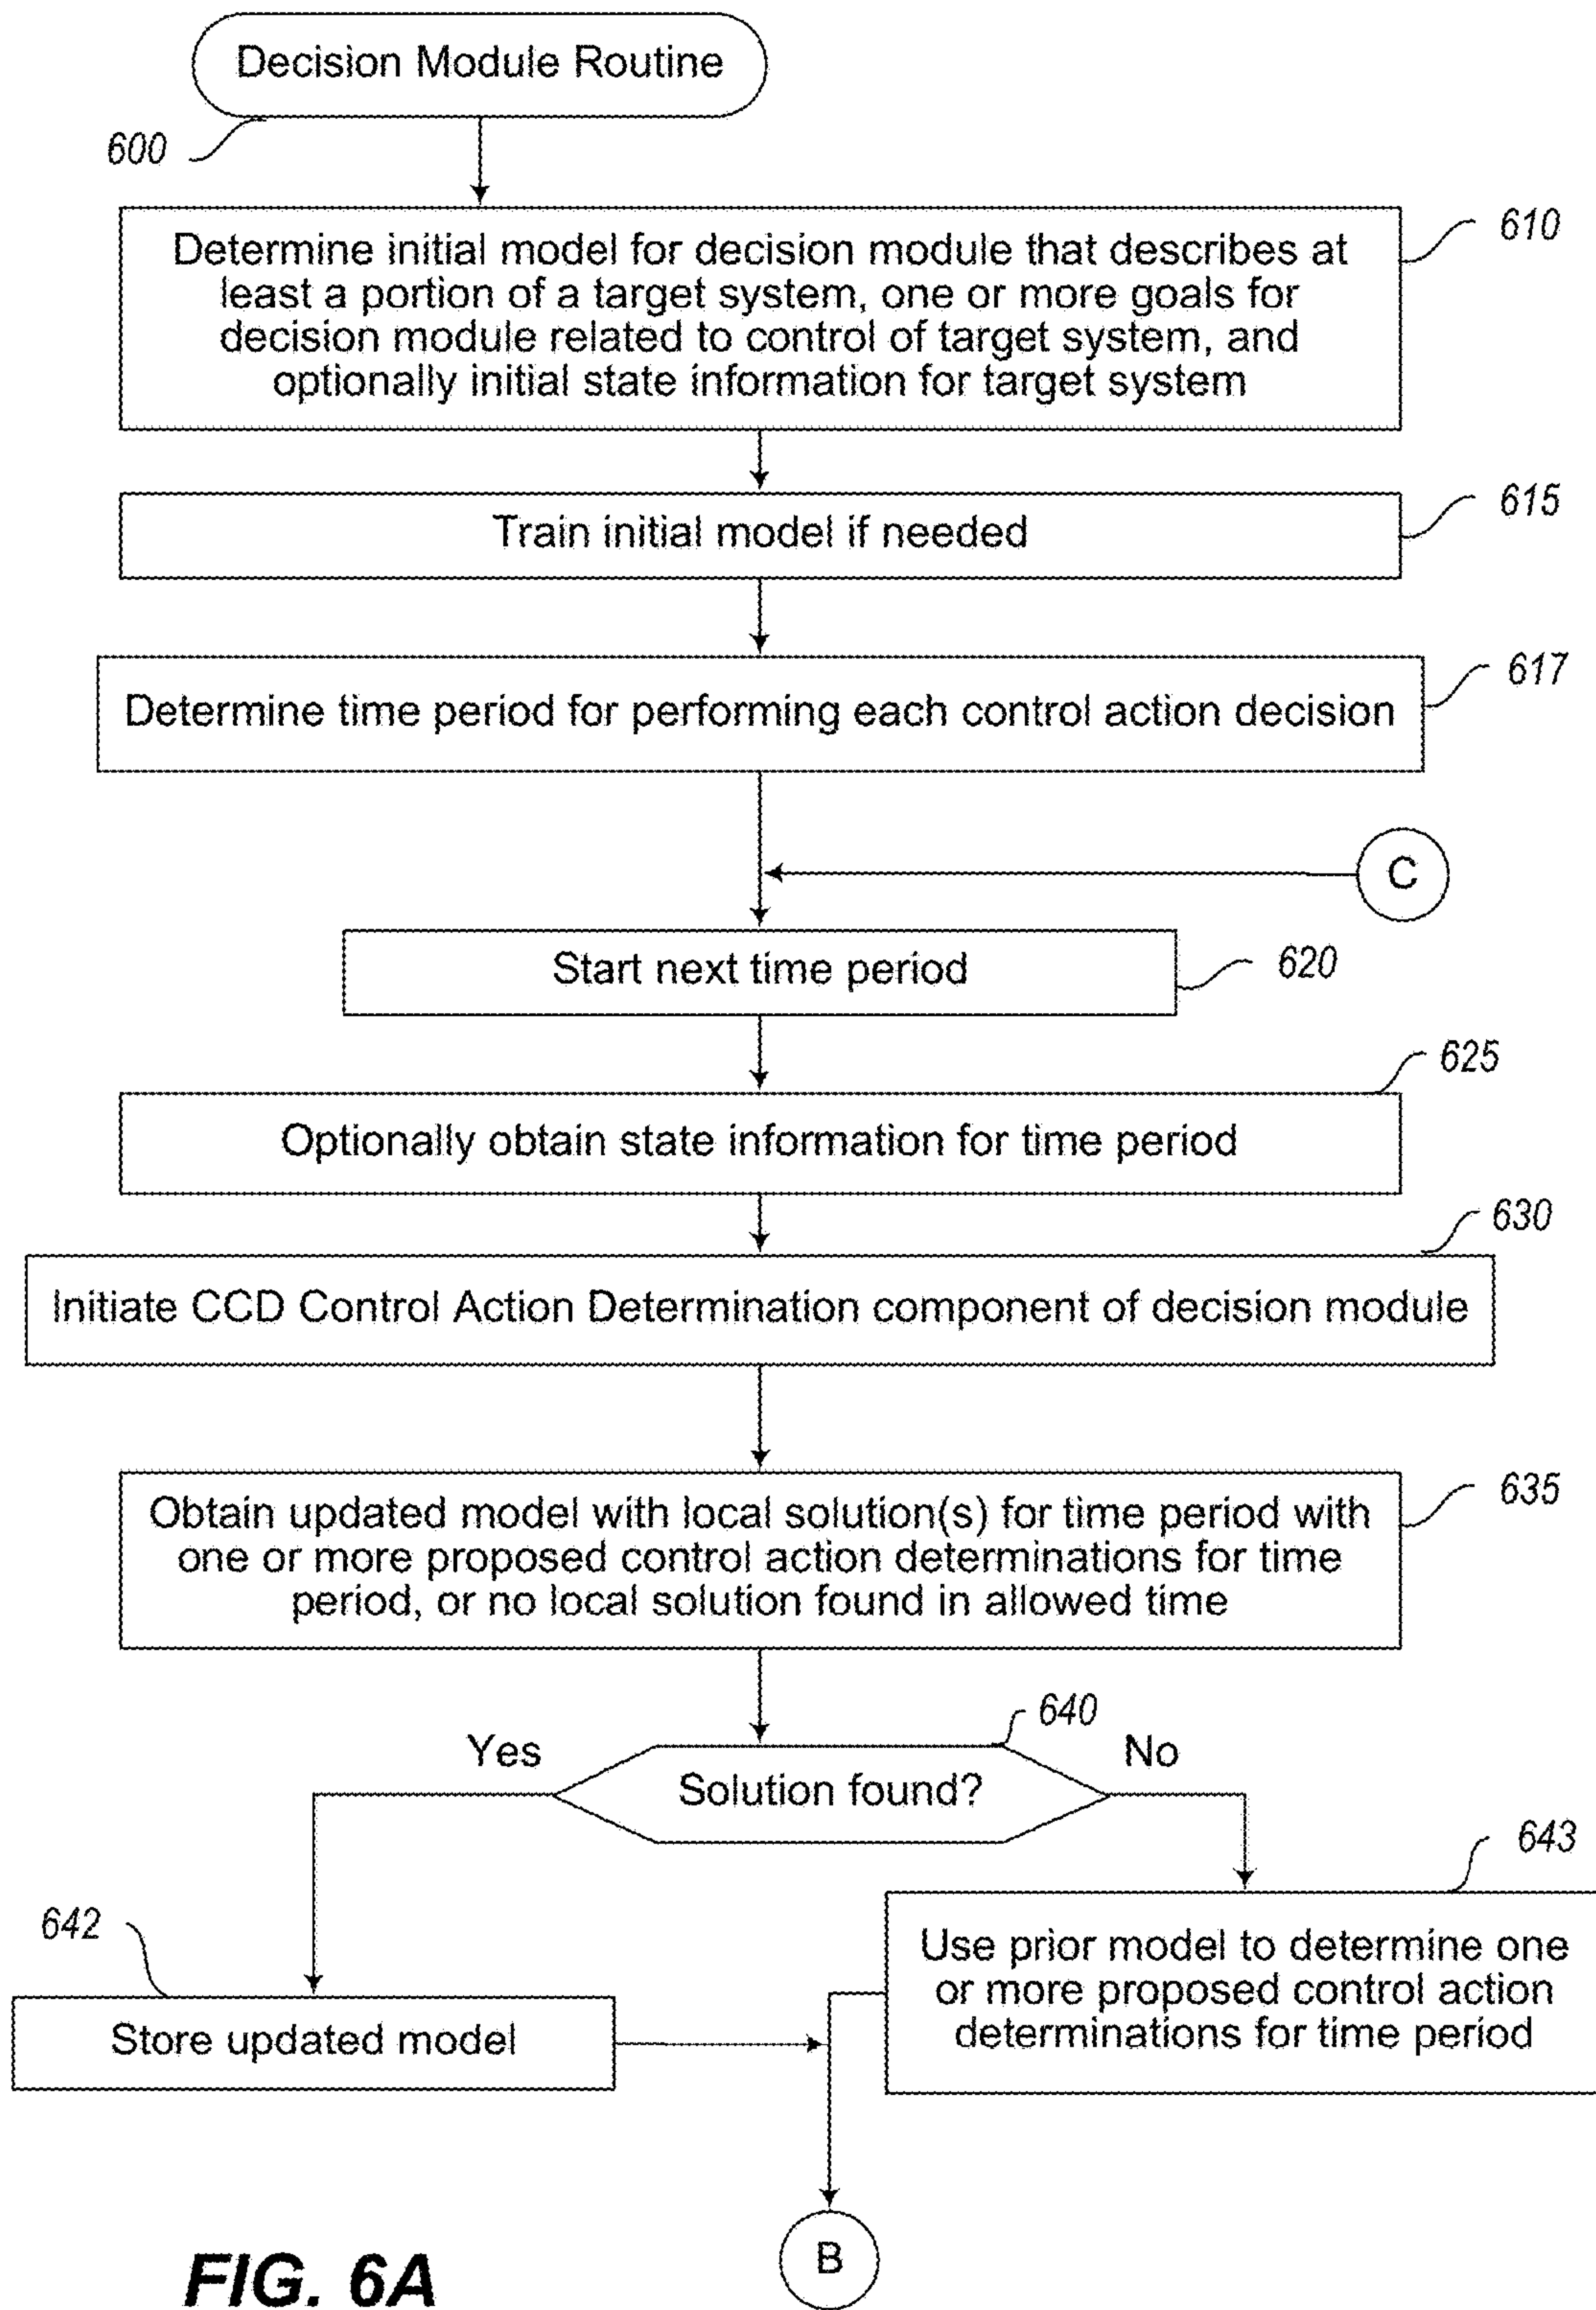 Decision Module Routine
600
Determine initial model for decision module that describes at
least a portion of a target system, one or more goals for
decision module related to control of target system, and
optionally initial state information for target system
610
Train initial model if needed
615
Determine time period for performing each control action decision
617
C
Start next time period
620
625
Optionally obtain state information for time period
630
Initiate CCD Control Action Determination component of decision module
Obtain updated model with local solution(s) for time period with
one or more proposed control action determinations for time
period, or no local solution found in allowed time
635
640
Yes
Solution found?
No
643
642
Store updated model
Use prior model to determine one
or more proposed control action
determinations for time period
B
FIG. 6A